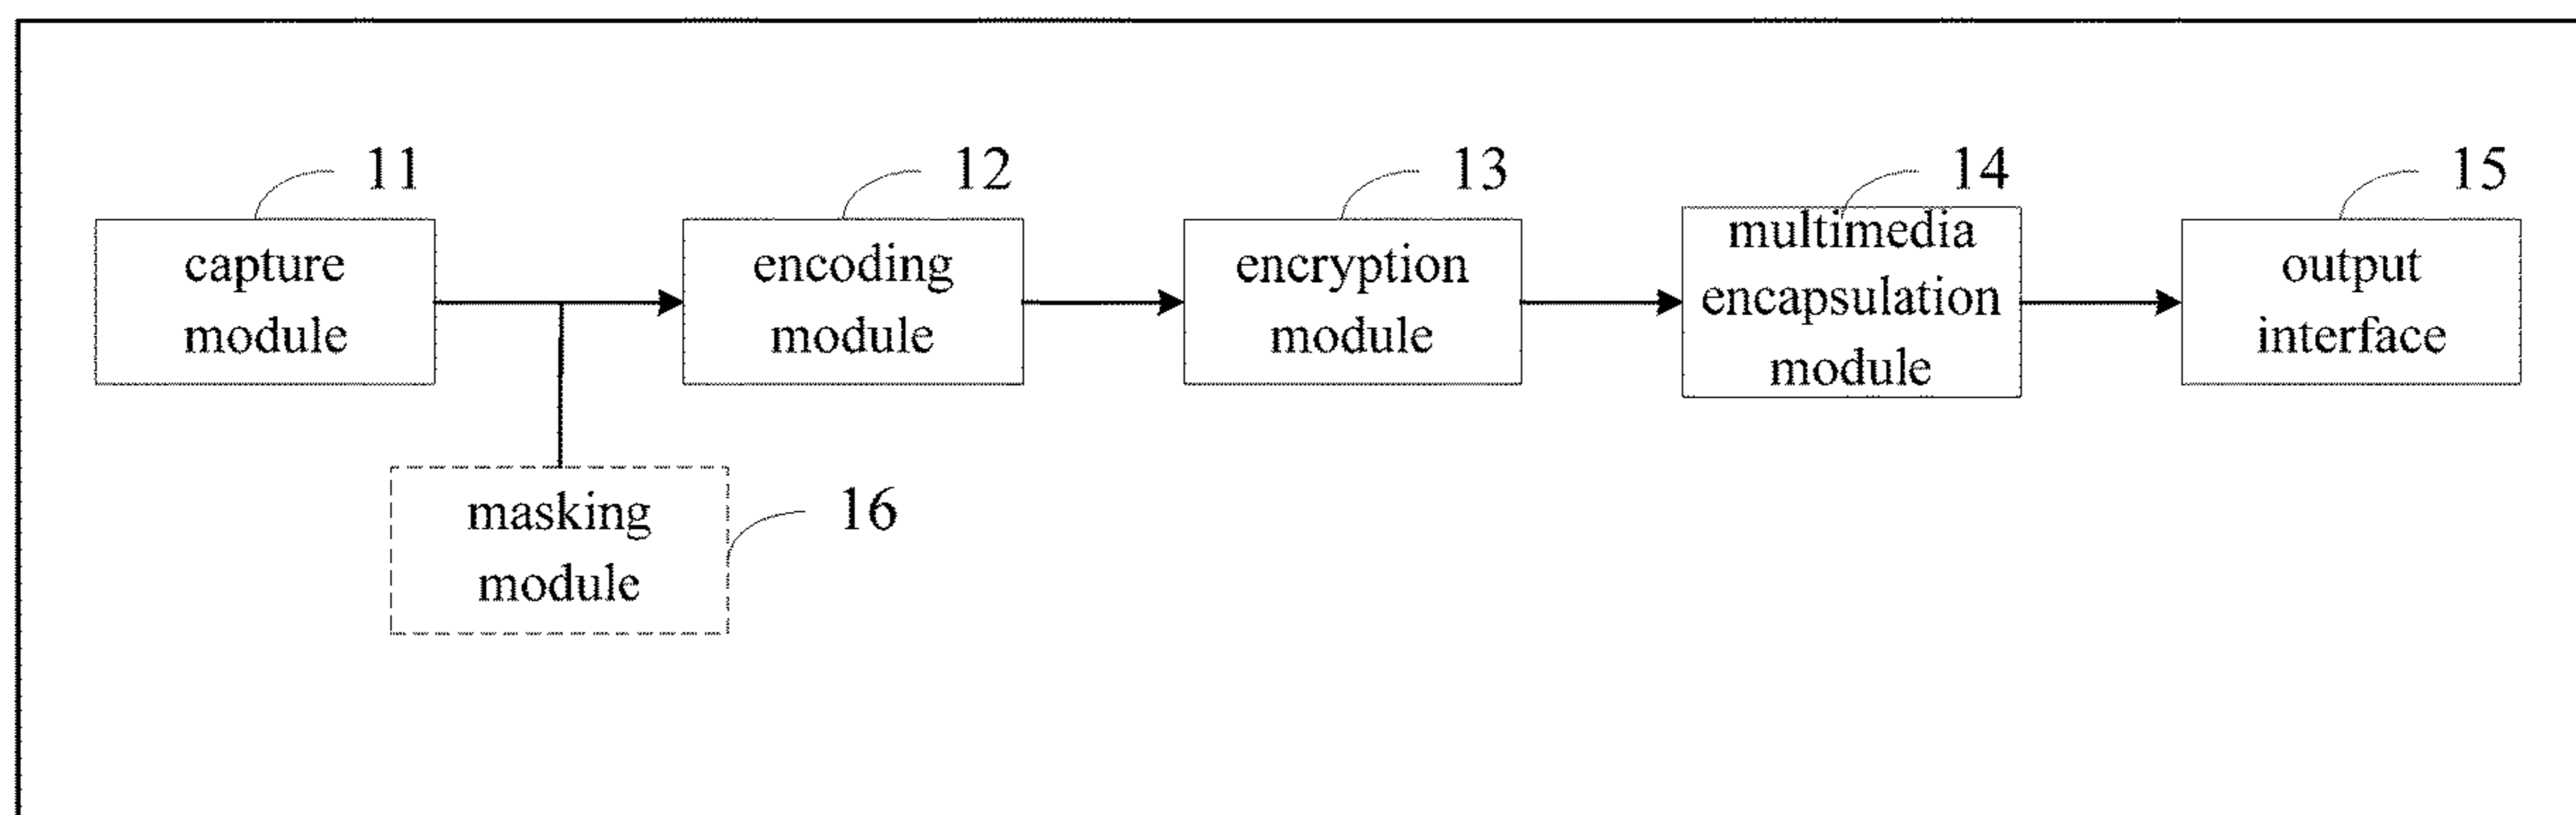 11
12
13
14
15
capture
module
encoding
module
encryption
module
multimedia
encapsulation
module
output
interface
masking
module
16